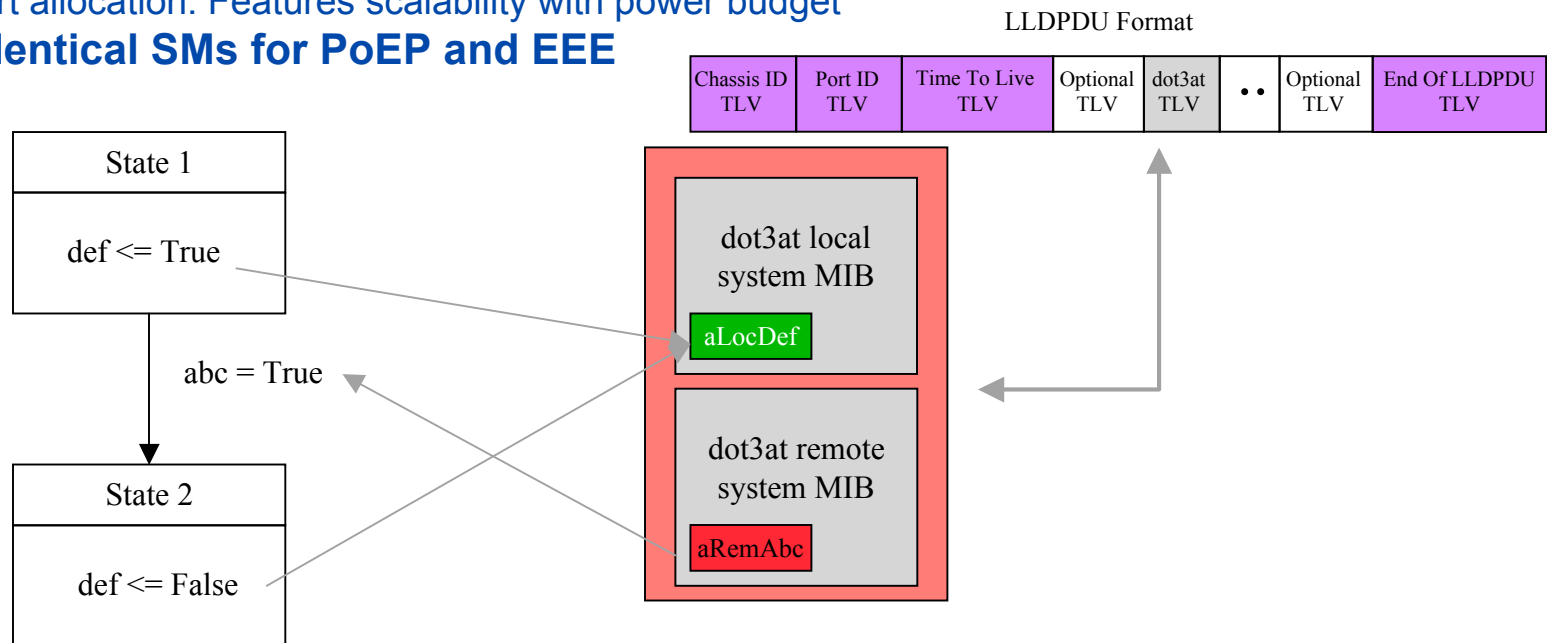 allocation. Features scalability with power budget
SMs for PoEP and EEE
LLDPDU Format
Chassis ID
TLV
Port ID
TLV
Time To Live
TLV
Optional
TLV
dot3at
TLV
..
Optional
TLV
End Of LLDPDU
TLV
State 1
def <= True
abc = True
State 2
def <= False
dot3at local
system MIB
aLocDef
dot3at remote
system MIB
aRemAbc